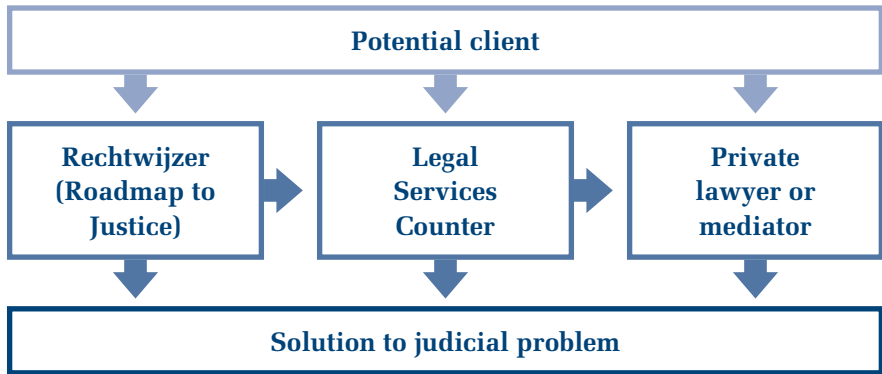 Potential client
Rechtwijzer
(Roadmap to
Justice)
Legal
Services
Counter
Private
lawyer or
mediator
Solution to judicial problem